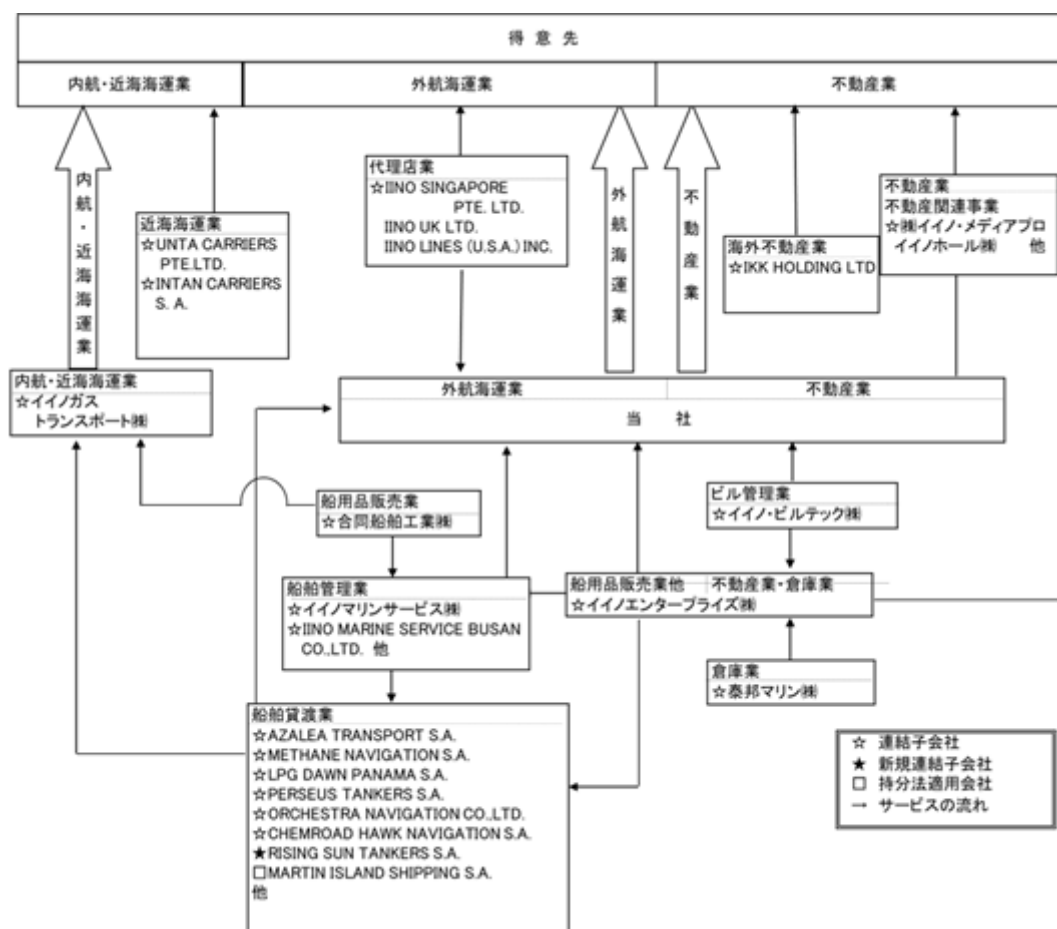 得意先
内航・近海海運業
外航海運業
不動産業
内航・近海海運業
近海海運業
☆UNTA CARRIERS
PTE.LTD.
☆INTAN CARRIERS
S. A.
代理店業
☆IINO SINGAPORE
PTE. LTD.
IINO UK LTD.
IINO LINES (U.S.A.) INC.
外航海運業
不動産業
海外不動産業
☆IKK HOLDING LTD
不動産業
不動産関連事業
☆㈱イイノ・メディアプロ
イイノホール㈱ 他
内航・近海海運業
☆イイノガス
トランスポート㈱
外航海運業 不動産業
当 社
船用品販売業
☆合同船舶工業㈱
ビル管理業
☆イイノ・ビルテック㈱
船舶管理業
☆イイノマリンサービス㈱
☆IINO MARINE SERVICE BUSAN
CO.,LTD. 他
船用品販売業他 不動産業・倉庫業
☆イイノエンタープライズ㈱
倉庫業
☆泰邦マリン㈱
船舶貸渡業
☆AZALEA TRANSPORT S.A.
☆METHANE NAVIGATION S.A.
☆LPG DAWN PANAMA S.A.
☆PERSEUS TANKERS S.A.
☆ORCHESTRA NAVIGATION CO.,LTD.
☆CHEMROAD HAWK NAVIGATION S.A.
★RISING SUN TANKERS S.A.
□MARTIN ISLAND SHIPPING S.A.
他
☆ 連結子会社
★ 新規連結子会社
□ 持分法適用会社
→ サービスの流れ